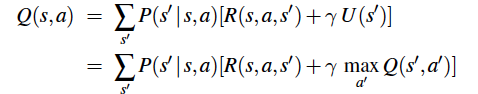 Q(s,a) = ∑_{s′} P(s′|s,a)[R(s,a,s′)+γ U(s′)]
= ∑_{s′} P(s′|s,a)[R(s,a,s′)+γ max_{a′} Q(s′,a′)]